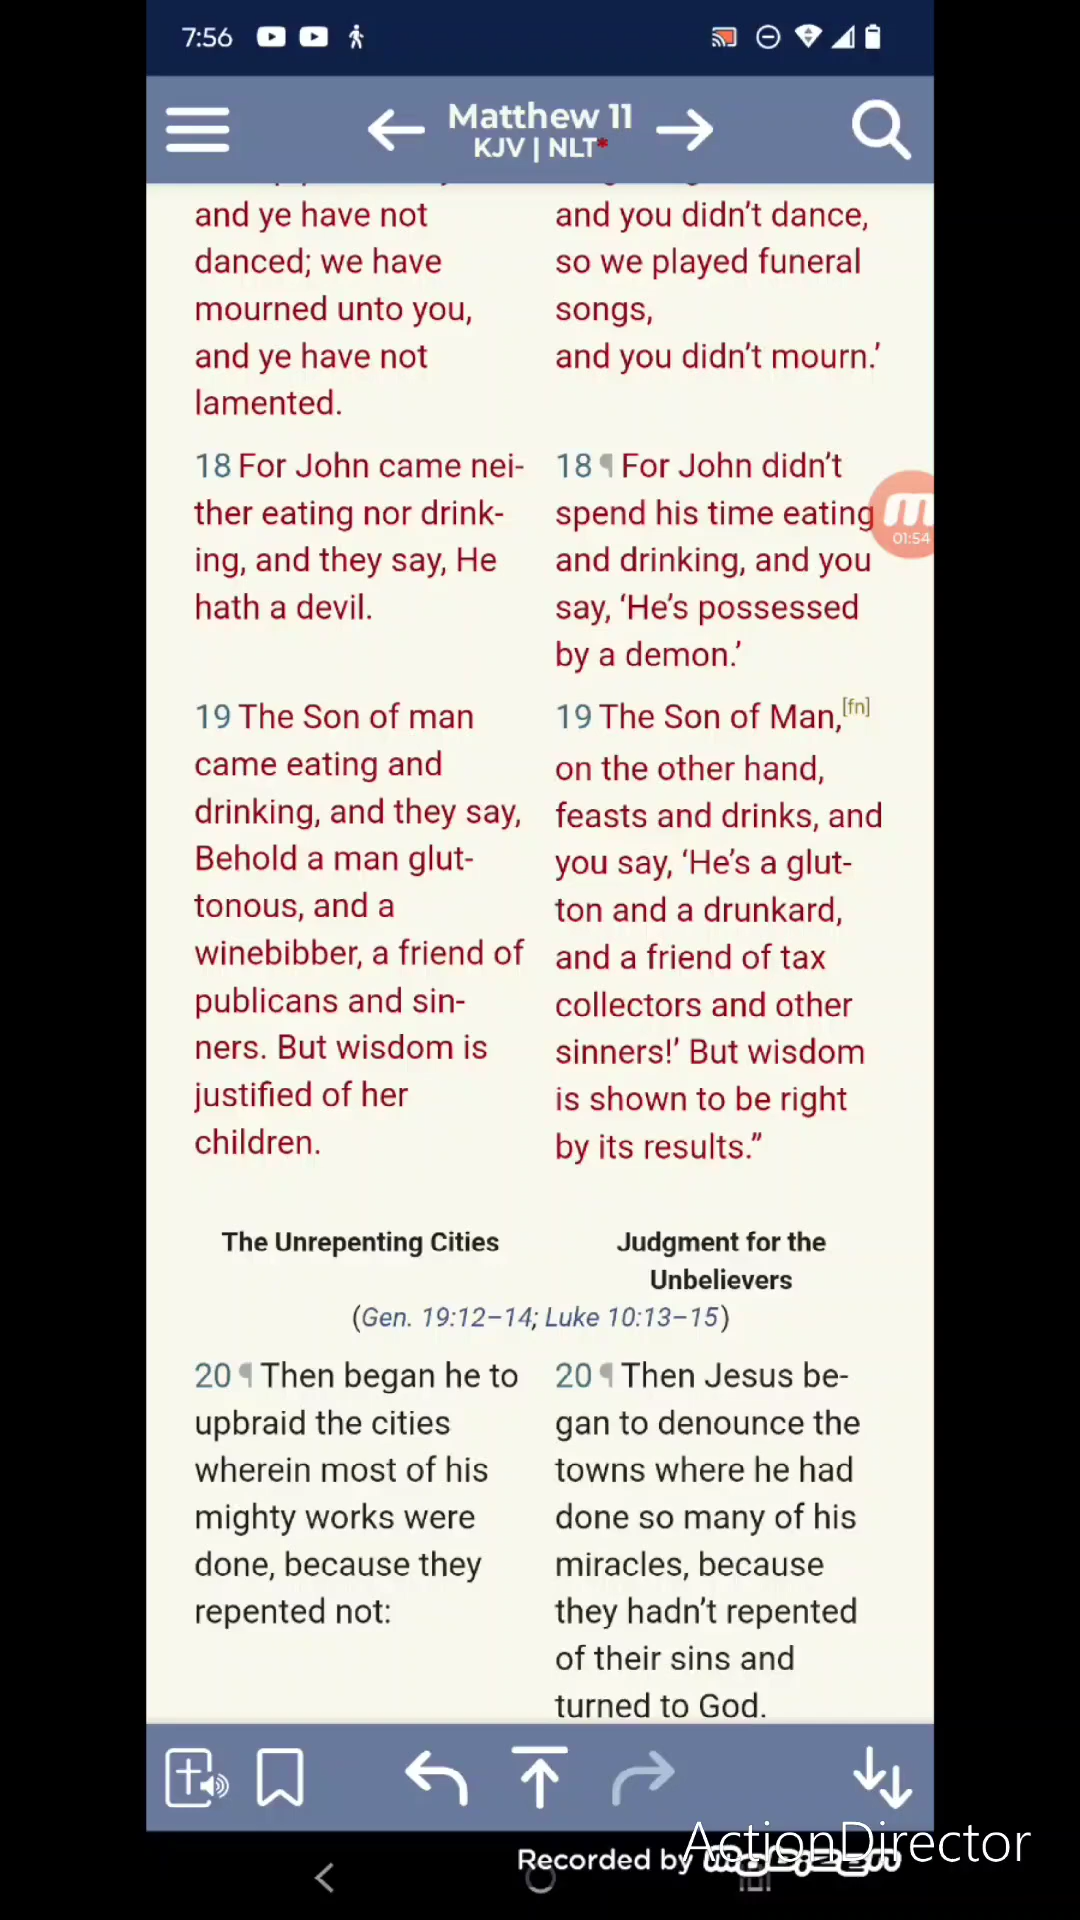 7:56
Matthew 11
KJV | NLT*
and ye have not
danced; we have
mourned unto you,
and ye have not
lamented.
18 For John came nei-
ther eating nor drink-
ing, and they say, He
hath a devil.
19 The Son of man
came eating and
drinking, and they say,
Behold a man glut-
tonous, and a
winebibber, a friend of
publicans and sin-
ners. But wisdom is
justified of her
children.
The Unrepenting Cities
20 ¶ Then began he to
upbraid the cities
wherein most of his
mighty works were
done, because they
repented not:
and you didn’t dance,
so we played funeral
songs,
and you didn’t mourn.’
18 ¶ For John didn’t
spend his time eating
and drinking, and you
say, ‘He’s possessed
by a demon.’
19 The Son of Man,[fn]
on the other hand,
feasts and drinks, and
you say, ‘He’s a glut-
ton and a drunkard,
and a friend of tax
collectors and other
sinners!’ But wisdom
is shown to be right
by its results.”
Judgment for the
Unbelievers
(Gen. 19:12–14; Luke 10:13–15)
20 ¶ Then Jesus be-
gan to denounce the
towns where he had
done so many of his
miracles, because
they hadn’t repented
of their sins and
turned to God.
m
01:54
ActionDirector
Recorded by